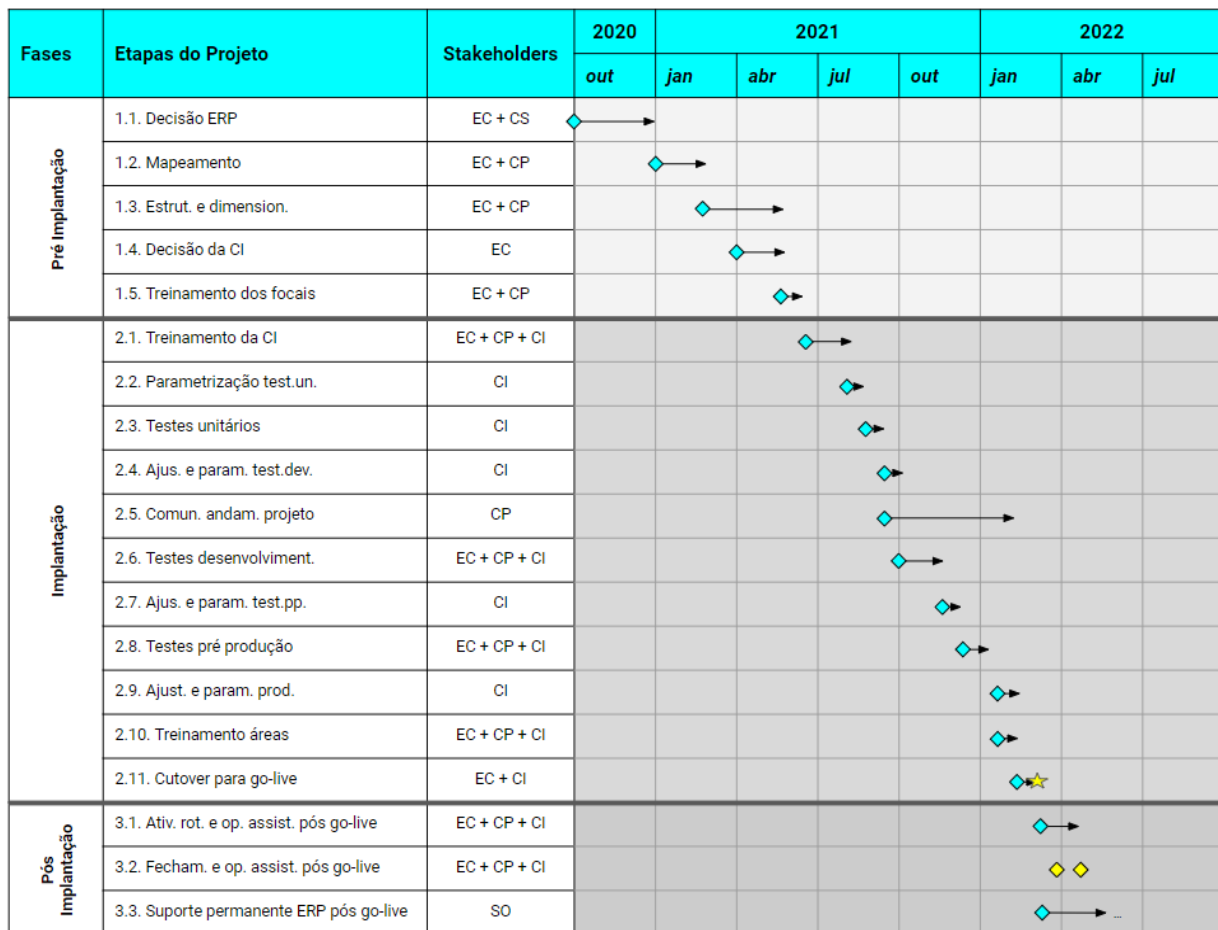 Fases Etapas do Projeto Stakeholders 2020 2021 2022
out jan abr jul out jan abr jul
Pré Implantação
1.1. Decisão ERP EC + CS
1.2. Mapeamento EC + CP
1.3. Estrut. e dimension. EC + CP
1.4. Decisão da CI EC
1.5. Treinamento dos focais EC + CP
Implantação
2.1. Treinamento da CI EC + CP + CI
2.2. Parametrização test.un. CI
2.3. Testes unitários CI
2.4. Ajus. e param. test.dev. CI
2.5. Comun. andam. projeto CP
2.6. Testes desenvolviment. EC + CP + CI
2.7. Ajus. e param. test.pp. CI
2.8. Testes pré produção EC + CP + CI
2.9. Ajust. e param. prod. CI
2.10. Treinamento áreas EC + CP + CI
2.11. Cutover para go-live EC + CI
Pós
Implantação
3.1. Ativ. rot. e op. assist. pós go-live EC + CP + CI
3.2. Fecham. e op. assist. pós go-live EC + CP + CI
3.3. Suporte permanente ERP pós go-live SO ...